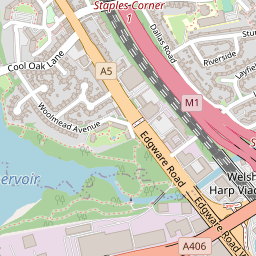 Staples Corner
1
Dallas Road
Riverside
Cool Oak Lane
A5
M1
Woolmead Avenue
Edgware Road
Welsh
Harp Viad
ervoir
Edgware Road
A406